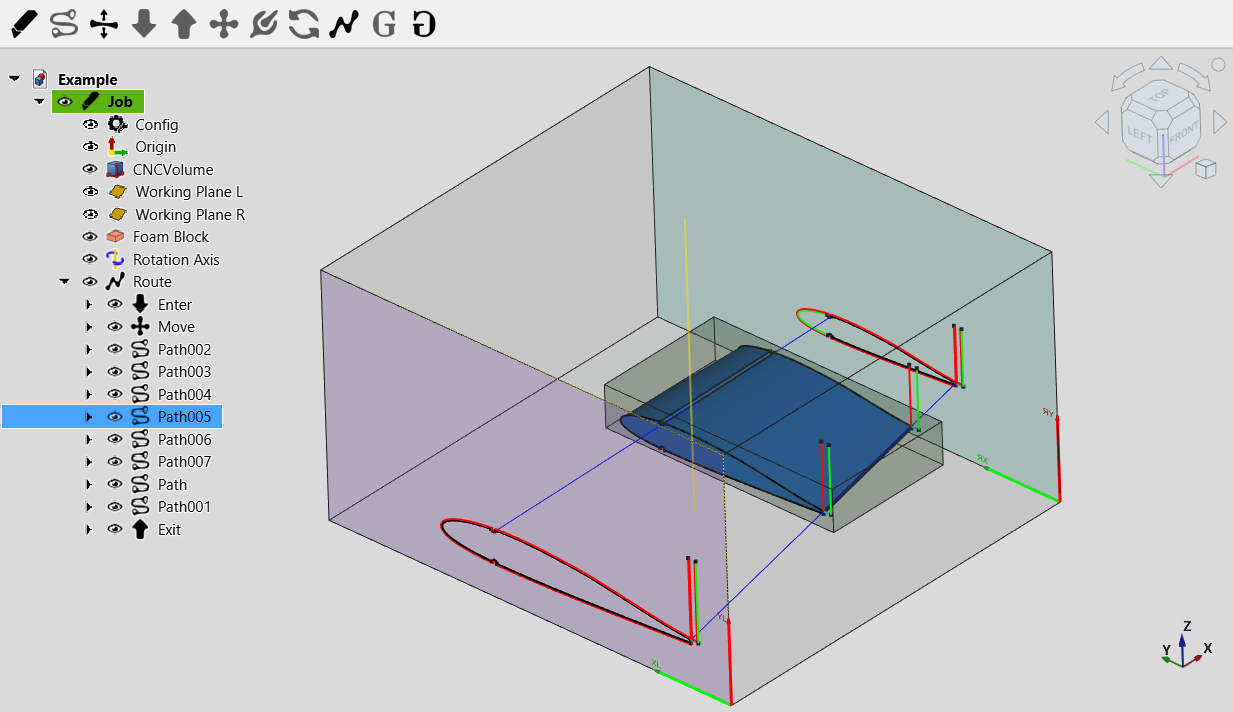 G G
Example
Job
Config
Origin
CNCVolume
Working Plane L
Working Plane R
Foam Block
Rotation Axis
Route
Enter
Move
Path002
Path003
Path004
Path005
Path006
Path007
Path
Path001
Exit
TOP
LEFT
FRONT
RY
RX
YL
XL
Z
Y
X